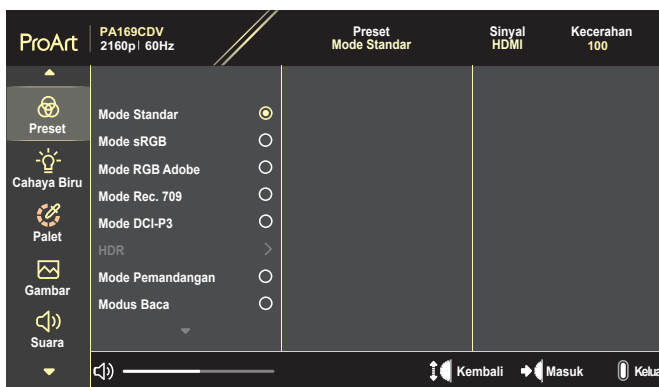 ProArt
PA169CDV
2160p 60Hz
Preset
Mode Standar
Sinyal
HDMI
Kecerahan
100
Preset
Cahaya Biru
Palet
Gambar
Suara
Mode Standar
Mode sRGB
Mode RGB Adobe
Mode Rec. 709
Mode DCI-P3
HDR
Mode Pemandangan
Modus Baca
Kembali
Masuk
Kelua